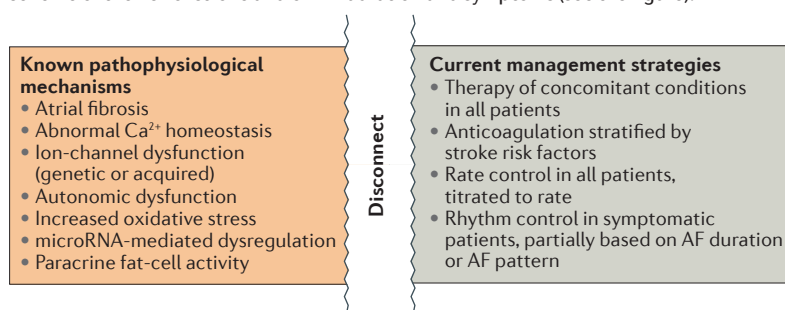 Known pathophysiological
mechanisms
• Atrial fibrosis
• Abnormal Ca²⁺ homeostasis
• Ion-channel dysfunction
(genetic or acquired)
• Autonomic dysfunction
• Increased oxidative stress
• microRNA-mediated dysregulation
• Paracrine fat-cell activity
Disconnect
Current management strategies
• Therapy of concomitant conditions
in all patients
• Anticoagulation stratified by
stroke risk factors
• Rate control in all patients,
titrated to rate
• Rhythm control in symptomatic
patients, partially based on AF duration
or AF pattern